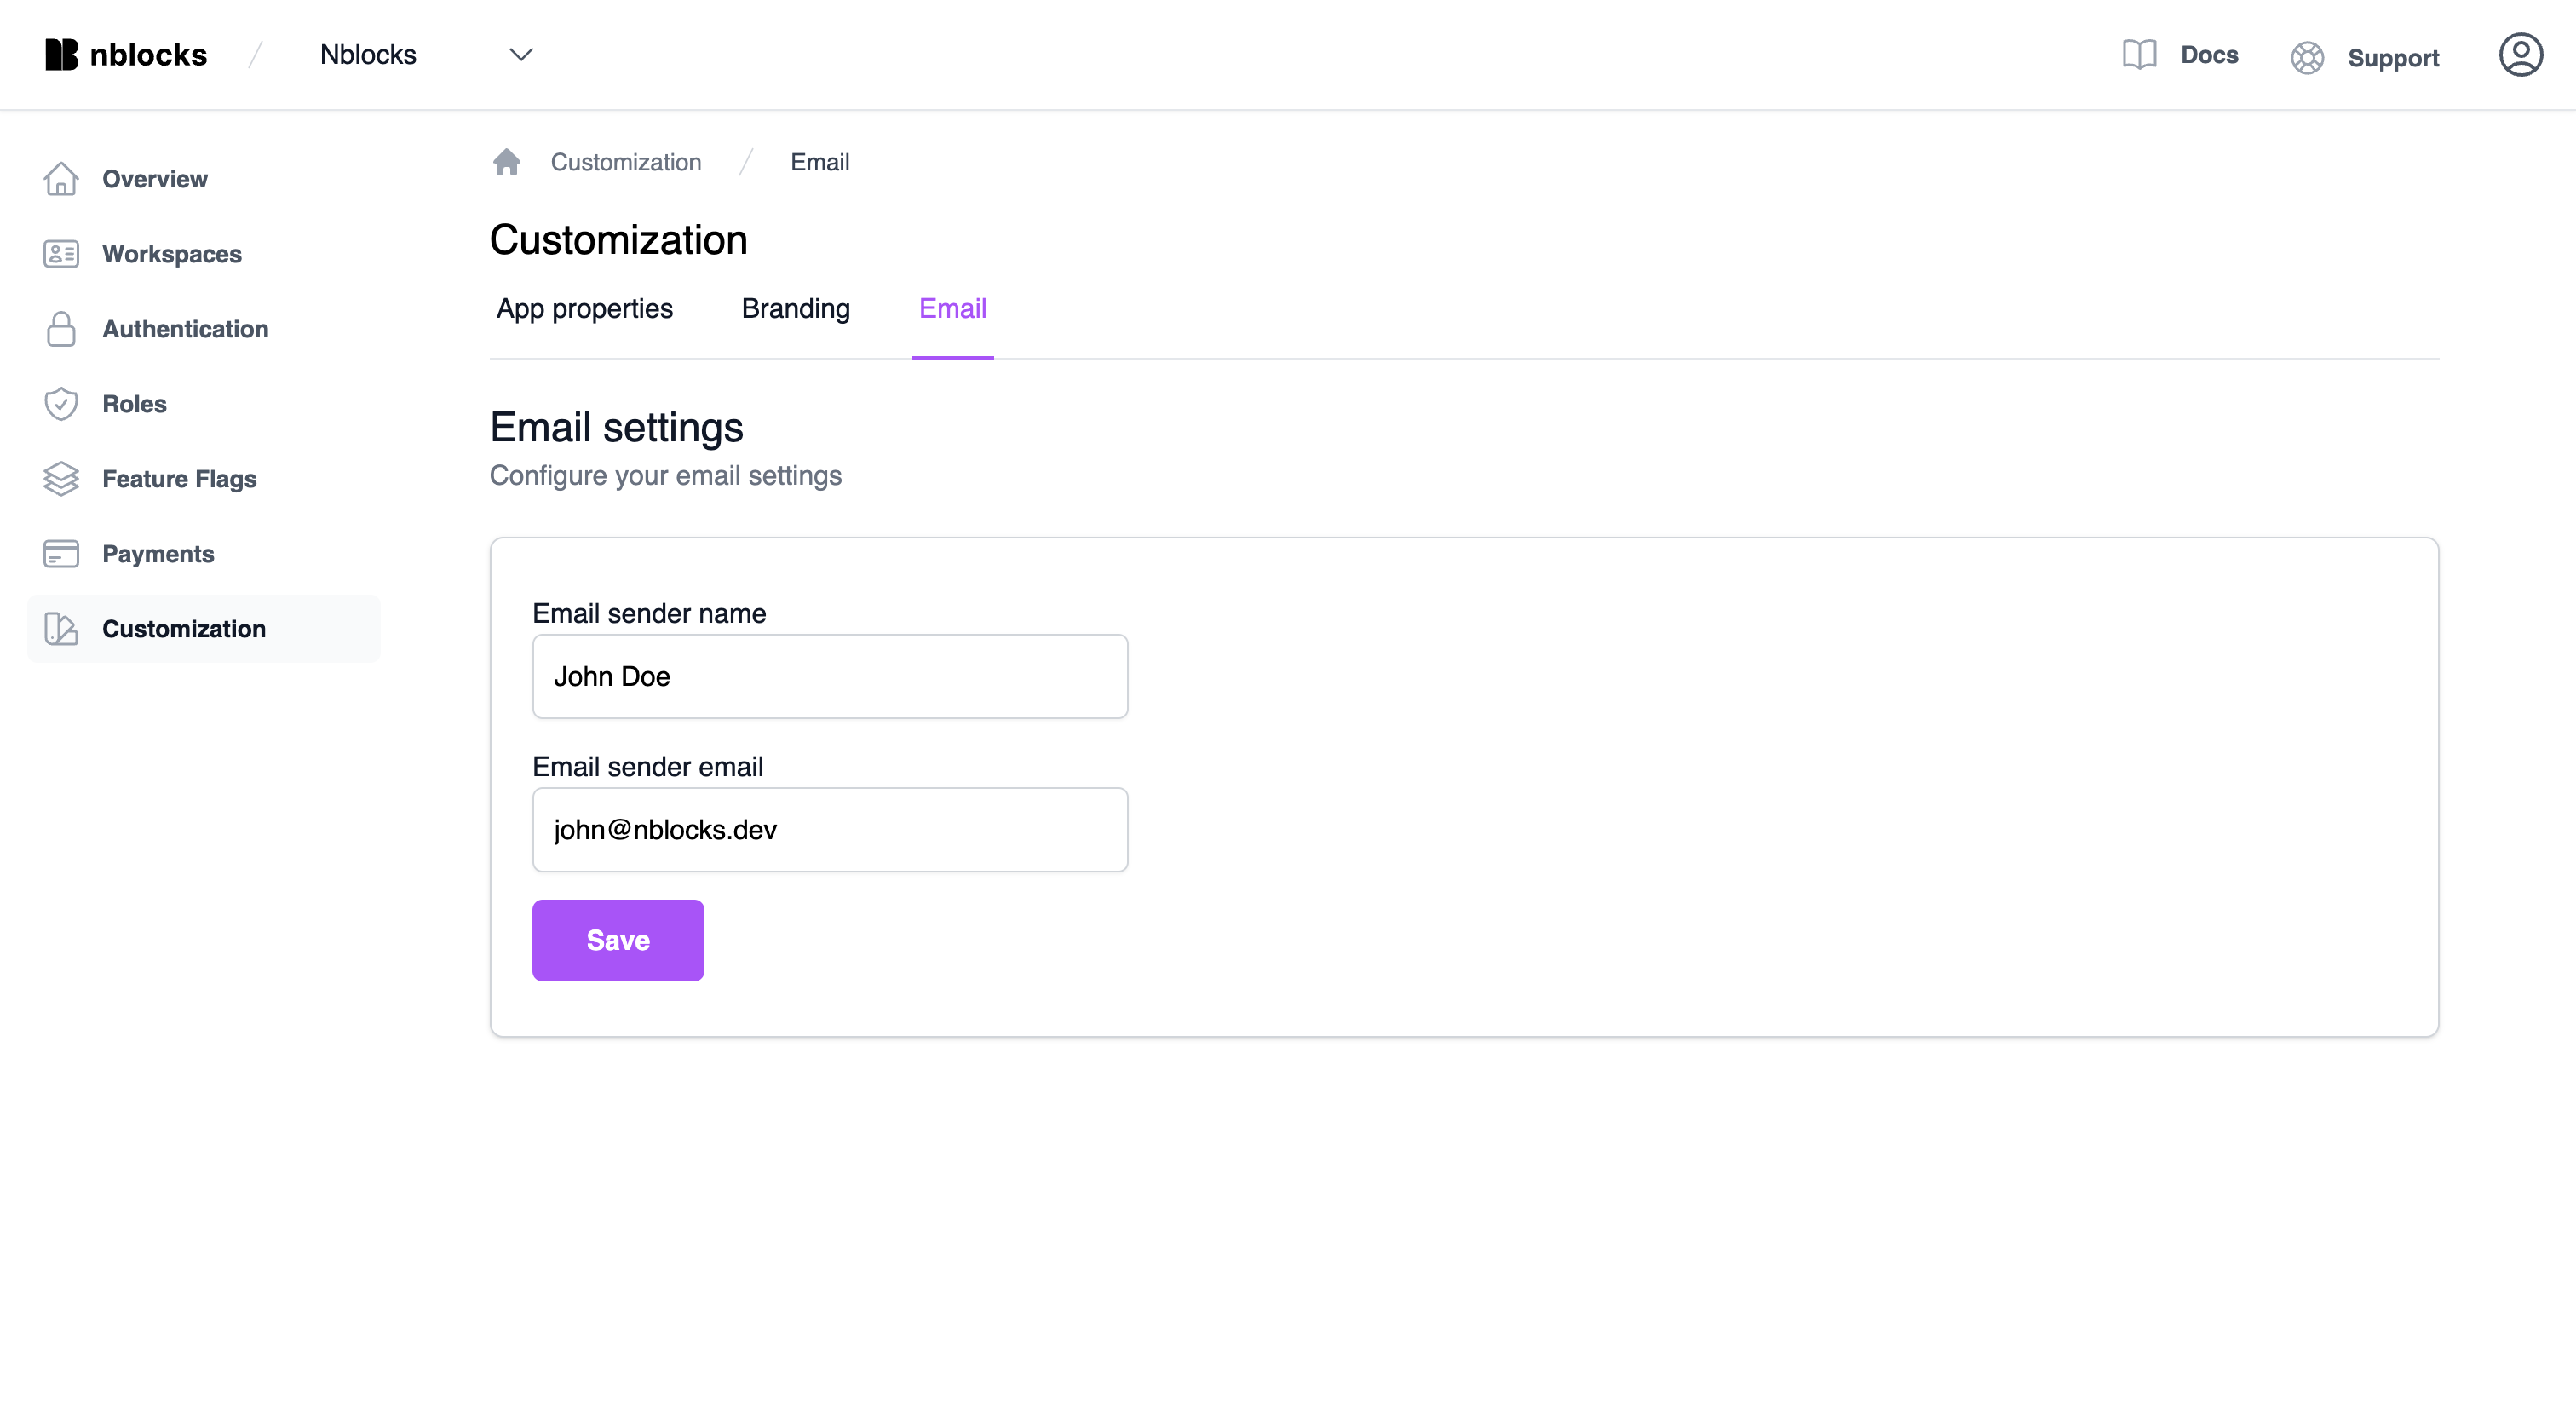 nblocks / Nblocks Docs Support
Overview
Workspaces
Authentication
Roles
Feature Flags
Payments
Customization
Customization / Email
Customization
App properties Branding Email
Email settings
Configure your email settings
Email sender name
John Doe
Email sender email
john@nblocks.dev
Save